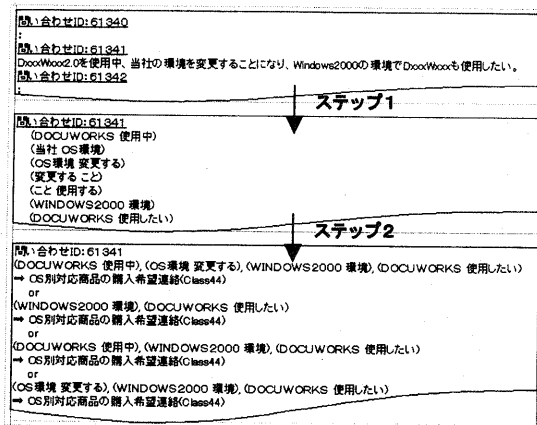 問い合わせID:61340
:
問い合わせID:61341
DxxxWxxx2.0を使用中、当社の環境を変更することになり、Windows2000の環境でDxxxWxxxも使用したい。
問い合わせID:61342
:
ステップ1
問い合わせID:61341
(DOCUWORKS 使用中)
(当社 OS環境)
(OS環境 変更する)
(変更する こと)
(こと 使用する)
(WINDOWS2000 環境)
(DOCUWORKS 使用したい)
ステップ2
問い合わせID:61341
(DOCUWORKS 使用中), (OS環境 変更する), (WINDOWS2000 環境), (DOCUWORKS 使用したい)
→ OS別対応商品の購入希望連絡(Class44)
or
(WINDOWS2000 環境), (DOCUWORKS 使用したい)
→ OS別対応商品の購入希望連絡(Class44)
or
(DOCUWORKS 使用中), (WINDOWS2000 環境), (DOCUWORKS 使用したい)
→ OS別対応商品の購入希望連絡(Class44)
or
(OS環境 変更する), (WINDOWS2000 環境), (DOCUWORKS 使用したい)
→ OS別対応商品の購入希望連絡(Class44)